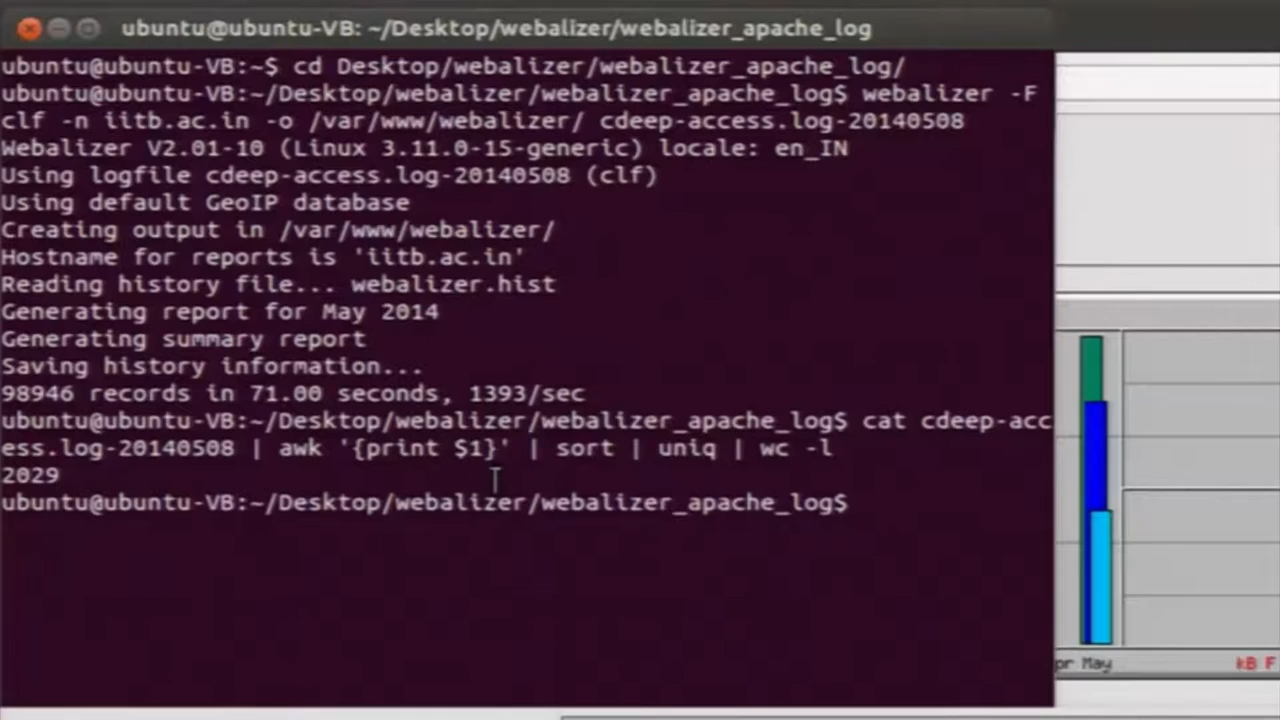 ubuntu@ubuntu-VB: ~/Desktop/webalizer/webalizer_apache_log
ubuntu@ubuntu-VB:~$ cd Desktop/webalizer/webalizer_apache_log/
ubuntu@ubuntu-VB:~/Desktop/webalizer/webalizer_apache_log$ webalizer -F
clf -n iitb.ac.in -o /var/www/webalizer/ cdeep-access.log-20140508
Webalizer V2.01-10 (Linux 3.11.0-15-generic) locale: en_IN
Using logfile cdeep-access.log-20140508 (clf)
Using default GeoIP database
Creating output in /var/www/webalizer/
Hostname for reports is 'iitb.ac.in'
Reading history file... webalizer.hist
Generating report for May 2014
Generating summary report
Saving history information...
98946 records in 71.00 seconds, 1393/sec
ubuntu@ubuntu-VB:~/Desktop/webalizer/webalizer_apache_log$ cat cdeep-acc
ess.log-20140508 | awk '{print $1}' | sort | uniq | wc -l
2029
ubuntu@ubuntu-VB:~/Desktop/webalizer/webalizer_apache_log$
pr May
kB F